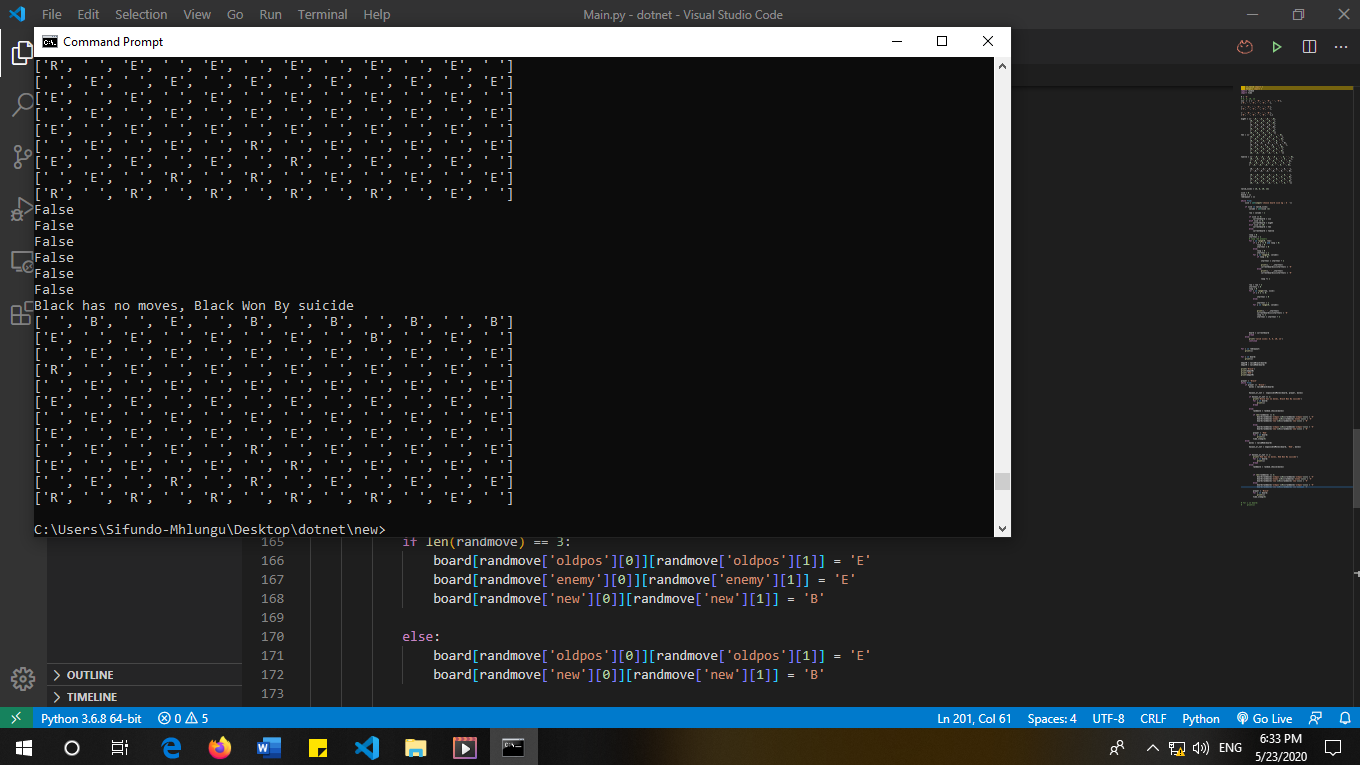 File Edit Selection View Go Run Terminal Help Main.py - dotnet - Visual Studio Code
Command Prompt
['R', ' ', 'E', ' ', 'E', ' ', 'E', ' ', 'E', ' ', 'E', ' ']
[' ', 'E', ' ', 'E', ' ', 'E', ' ', 'E', ' ', 'E', ' ', 'E']
['E', ' ', 'E', ' ', 'E', ' ', 'E', ' ', 'E', ' ', 'E', ' ']
[' ', 'E', ' ', 'E', ' ', 'E', ' ', 'E', ' ', 'E', ' ', 'E']
['E', ' ', 'E', ' ', 'E', ' ', 'E', ' ', 'E', ' ', 'E', ' ']
[' ', 'E', ' ', 'E', ' ', 'R', ' ', 'E', ' ', 'E', ' ', 'E']
['E', ' ', 'E', ' ', 'E', ' ', 'R', ' ', 'E', ' ', 'E', ' ']
[' ', 'E', ' ', 'R', ' ', 'R', ' ', 'E', ' ', 'E', ' ', 'E']
['R', ' ', 'R', ' ', 'R', ' ', 'R', ' ', 'R', ' ', 'E', ' ']
False
False
False
False
False
False
Black has no moves, Black Won By suicide
[' ', 'B', ' ', 'E', ' ', 'B', ' ', 'B', ' ', 'B', ' ', 'B']
['E', ' ', 'E', ' ', 'E', ' ', 'E', ' ', 'B', ' ', 'E', ' ']
[' ', 'E', ' ', 'E', ' ', 'E', ' ', 'E', ' ', 'E', ' ', 'E']
['R', ' ', 'E', ' ', 'E', ' ', 'E', ' ', 'E', ' ', 'E', ' ']
[' ', 'E', ' ', 'E', ' ', 'E', ' ', 'E', ' ', 'E', ' ', 'E']
['E', ' ', 'E', ' ', 'E', ' ', 'E', ' ', 'E', ' ', 'E', ' ']
[' ', 'E', ' ', 'E', ' ', 'E', ' ', 'E', ' ', 'E', ' ', 'E']
['E', ' ', 'E', ' ', 'E', ' ', 'E', ' ', 'E', ' ', 'E', ' ']
[' ', 'E', ' ', 'E', ' ', 'R', ' ', 'E', ' ', 'E', ' ', 'E']
['E', ' ', 'E', ' ', 'E', ' ', 'R', ' ', 'E', ' ', 'E', ' ']
[' ', 'E', ' ', 'R', ' ', 'R', ' ', 'E', ' ', 'E', ' ', 'E']
['R', ' ', 'R', ' ', 'R', ' ', 'R', ' ', 'R', ' ', 'E', ' ']
C:\Users\Sifundo-Mhlungu\Desktop\dotnet\new>
165 if len(randmove) == 3:
166 board[randmove['oldpos'][0]][randmove['oldpos'][1]] = 'E'
167 board[randmove['enemy'][0]][randmove['enemy'][1]] = 'E'
168 board[randmove['new'][0]][randmove['new'][1]] = 'B'
169
170 else:
171 board[randmove['oldpos'][0]][randmove['oldpos'][1]] = 'E'
172 board[randmove['new'][0]][randmove['new'][1]] = 'B'
173
OUTLINE
TIMELINE
Python 3.6.8 64-bit 0 5 Ln 201, Col 61 Spaces: 4 UTF-8 CRLF Python Go Live
ENG
6:33 PM
5/23/2020